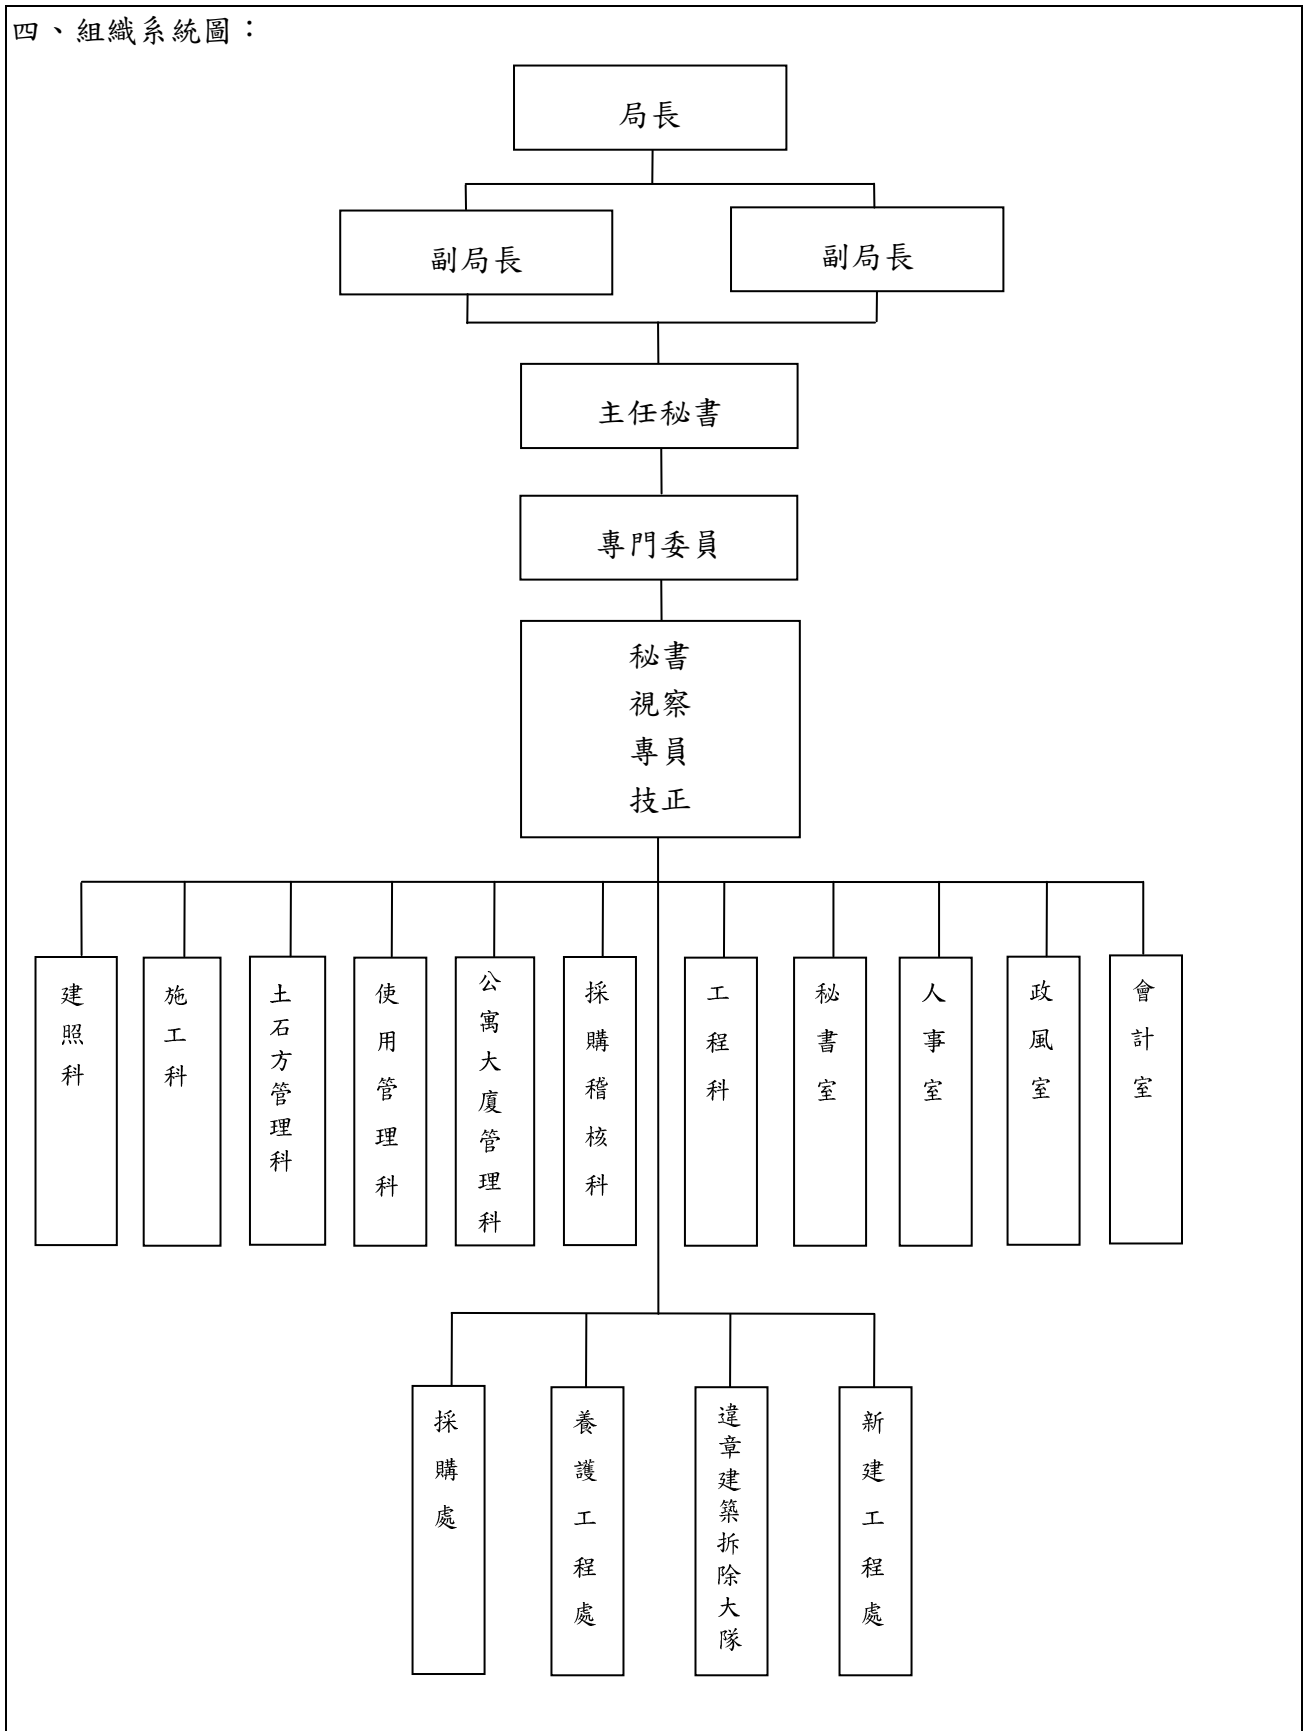 四、組織系統圖：
局長
副局長
副局長
主任秘書
專門委員
秘書
視察
專員
技正
建照科
施工科
土石方管理科
使用管理科
公寓大廈管理科
採購稽核科
工程科
秘書室
人事室
政風室
會計室
採購處
養護工程處
違章建築拆除大隊
新建工程處